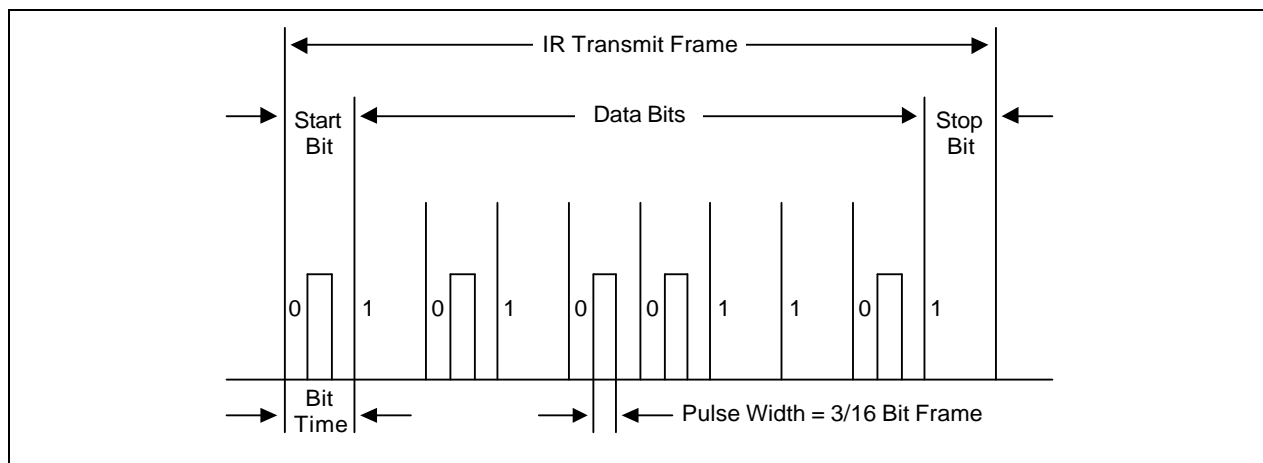 IR Transmit Frame
Start
Bit
Data Bits
Stop
Bit
0 1 0 1 0 0 1 1 0 1
Bit
Time
Pulse Width = 3/16 Bit Frame